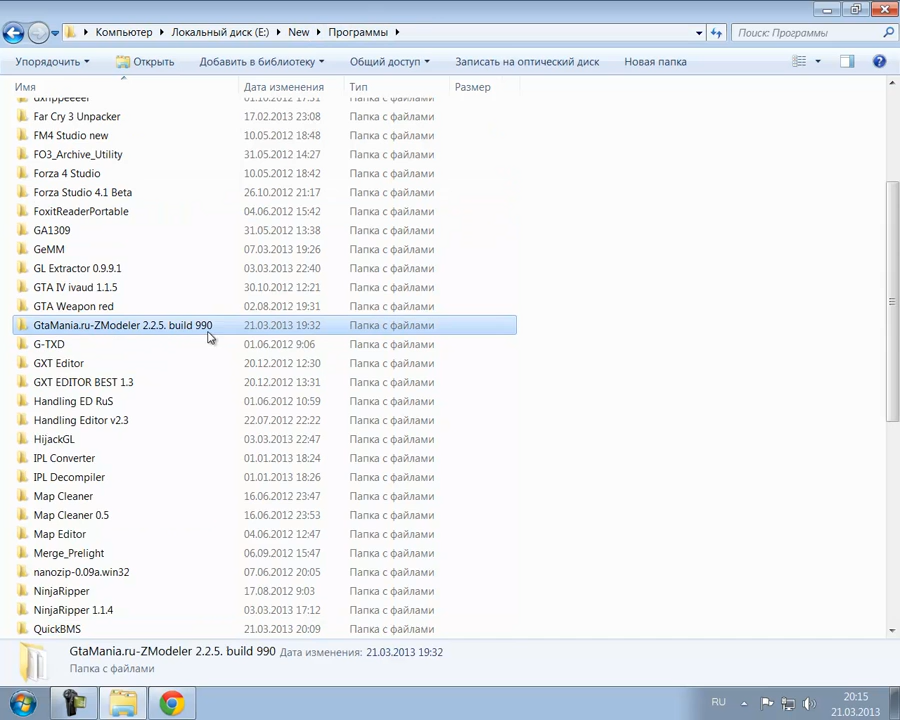 Компьютер Локальный диск (E:) New Программы
Поиск: Программы
Упорядочить Открыть Добавить в библиотеку Общий доступ Записать на оптический диск Новая папка
Имя Дата изменения Тип Размер
Папка с файлами
Far Cry 3 Unpacker 17.02.2013 23:08 Папка с файлами
FM4 Studio new 10.05.2012 18:48 Папка с файлами
FO3_Archive_Utility 31.05.2012 14:27 Папка с файлами
Forza 4 Studio 10.05.2012 18:42 Папка с файлами
Forza Studio 4.1 Beta 26.10.2012 21:17 Папка с файлами
FoxitReaderPortable 04.06.2012 15:42 Папка с файлами
GA1309 31.05.2012 13:38 Папка с файлами
GeMM 07.03.2013 19:26 Папка с файлами
GL Extractor 0.9.9.1 03.03.2013 22:40 Папка с файлами
GTA IV ivaud 1.1.5 30.10.2012 12:21 Папка с файлами
GTA Weapon red 02.08.2012 19:31 Папка с файлами
GtaMania.ru-ZModeler 2.2.5. build 990 21.03.2013 19:32 Папка с файлами
G-TXD 01.06.2012 9:06 Папка с файлами
GXT Editor 20.12.2012 12:30 Папка с файлами
GXT EDITOR BEST 1.3 20.12.2012 13:31 Папка с файлами
Handling ED RuS 01.06.2012 10:59 Папка с файлами
Handling Editor v2.3 22.07.2012 22:22 Папка с файлами
HijackGL 03.03.2013 22:47 Папка с файлами
IPL Converter 01.01.2013 18:24 Папка с файлами
IPL Decompiler 01.01.2013 18:26 Папка с файлами
Map Cleaner 16.06.2012 23:47 Папка с файлами
Map Cleaner 0.5 16.06.2012 23:53 Папка с файлами
Map Editor 04.06.2012 12:47 Папка с файлами
Merge_Prelight 06.09.2012 15:47 Папка с файлами
nanozip-0.09a.win32 07.06.2012 20:05 Папка с файлами
NinjaRipper 17.08.2012 9:03 Папка с файлами
NinjaRipper 1.1.4 03.03.2013 17:12 Папка с файлами
QuickBMS 21.03.2013 20:09 Папка с файлами
GtaMania.ru-ZModeler 2.2.5. build 990 Дата изменения: 21.03.2013 19:32
Папка с файлами
RU
20:15
21.03.2013